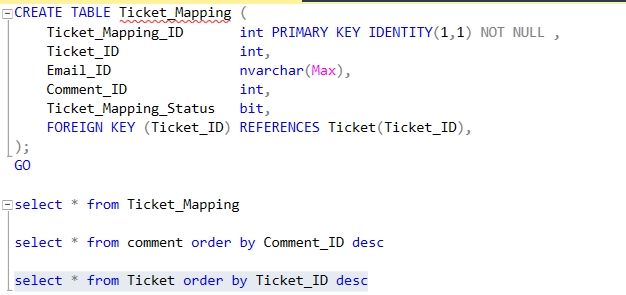 CREATE TABLE Ticket_Mapping (
Ticket_Mapping_ID int PRIMARY KEY IDENTITY(1,1) NOT NULL ,
Ticket_ID int,
Email_ID nvarchar(Max),
Comment_ID int,
Ticket_Mapping_Status bit,
FOREIGN KEY (Ticket_ID) REFERENCES Ticket(Ticket_ID),
);
GO
select * from Ticket_Mapping
select * from comment order by Comment_ID desc
select * from Ticket order by Ticket_ID desc